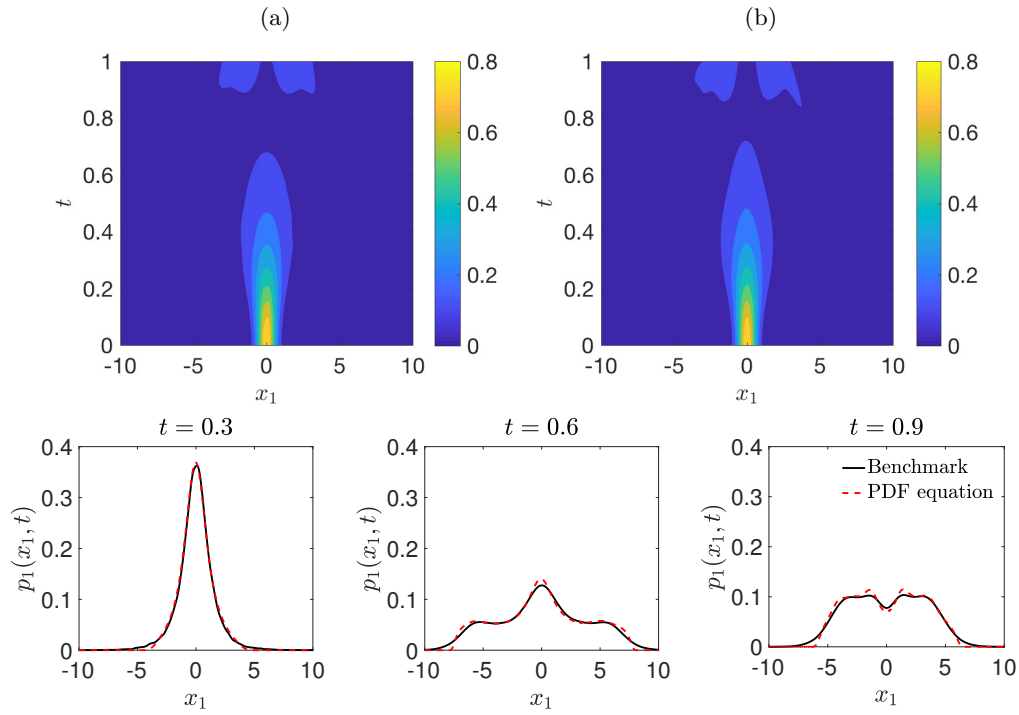 (a)
1
0.8
0.6
0.4
0.2
0
t
-10 -5 0 5 10
x₁
0.8
0.6
0.4
0.2
0
(b)
1
0.8
0.6
0.4
0.2
0
t
-10 -5 0 5 10
x₁
0.8
0.6
0.4
0.2
0
t = 0.3
0.4
0.3
0.2
0.1
0
p₁(x₁, t)
-10 -5 0 5 10
x₁
t = 0.6
0.4
0.3
0.2
0.1
0
p₁(x₁, t)
-10 -5 0 5 10
x₁
t = 0.9
0.4
0.3
0.2
0.1
0
p₁(x₁, t)
Benchmark
PDF equation
-10 -5 0 5 10
x₁